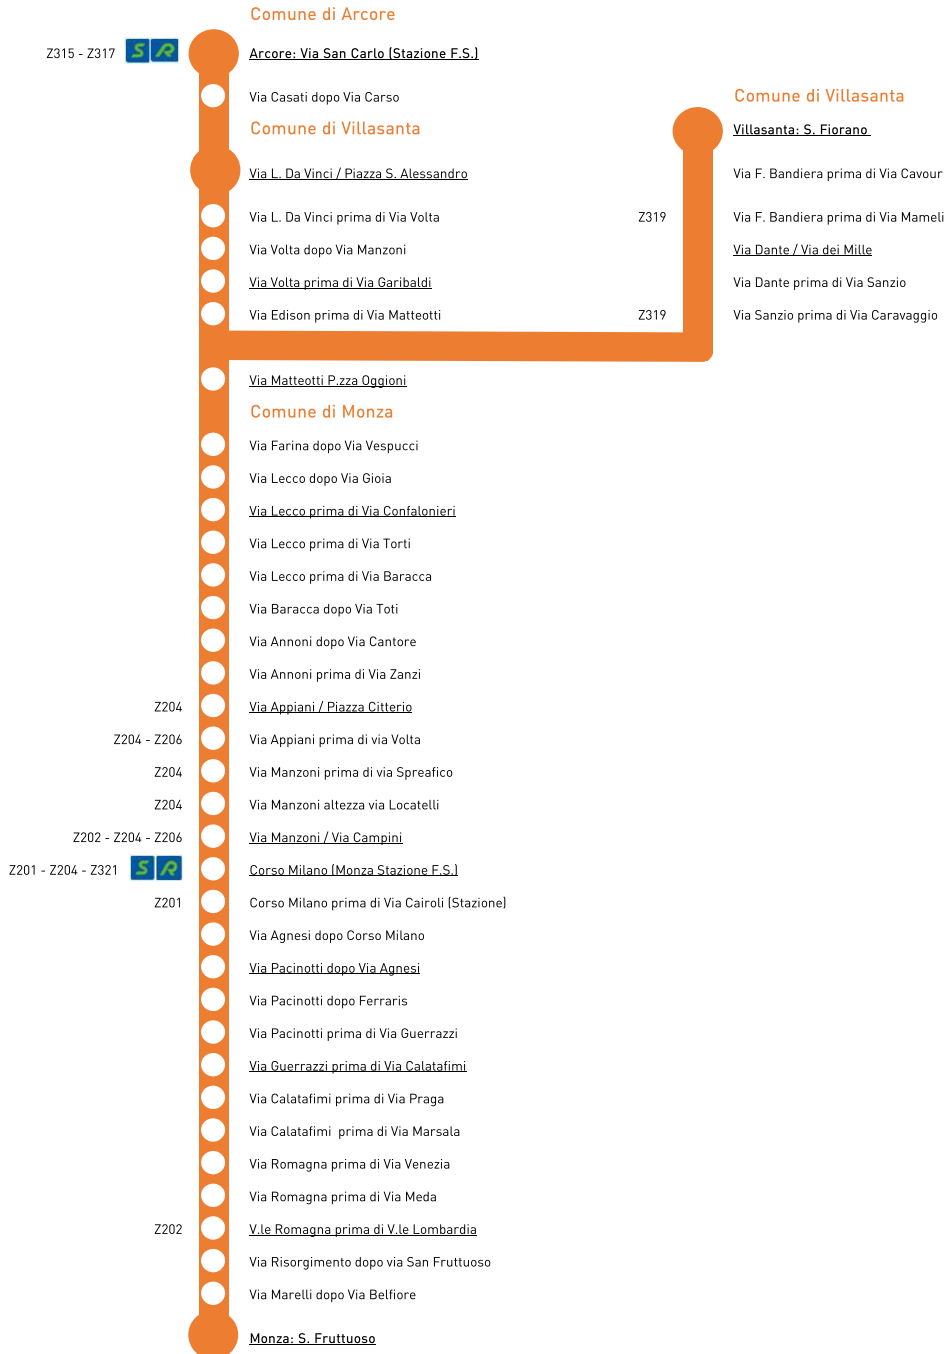 Comune di Arcore
Z315 - Z317 S R Arcore: Via San Carlo (Stazione F.S.)
Via Casati dopo Via Carso
Comune di Villasanta
Via L. Da Vinci / Piazza S. Alessandro
Via L. Da Vinci prima di Via Volta
Via Volta dopo Via Manzoni
Via Volta prima di Via Garibaldi
Via Edison prima di Via Matteotti
Comune di Villasanta
Villasanta: S. Fiorano
Via F. Bandiera prima di Via Cavour
Z319 Via F. Bandiera prima di Via Mameli
Via Dante / Via dei Mille
Via Dante prima di Via Sanzio
Z319 Via Sanzio prima di Via Caravaggio
Via Matteotti P.zza Oggioni
Comune di Monza
Via Farina dopo Via Vespucci
Via Lecco dopo Via Gioia
Via Lecco prima di Via Confalonieri
Via Lecco prima di Via Torti
Via Lecco prima di Via Baracca
Via Baracca dopo Via Toti
Via Annoni dopo Via Cantore
Via Annoni prima di Via Zanzi
Z204 Via Appiani / Piazza Citterio
Z204 - Z206 Via Appiani prima di via Volta
Z204 Via Manzoni prima di via Spreafico
Z204 Via Manzoni altezza via Locatelli
Z202 - Z204 - Z206 Via Manzoni / Via Campini
Z201 - Z204 - Z321 S R Corso Milano (Monza Stazione F.S.)
Z201 Corso Milano prima di Via Cairoli (Stazione)
Via Agnesi dopo Corso Milano
Via Pacinotti dopo Via Agnesi
Via Pacinotti dopo Ferraris
Via Pacinotti prima di Via Guerrazzi
Via Guerrazzi prima di Via Calatafimi
Via Calatafimi prima di Via Praga
Via Calatafimi  prima di Via Marsala
Via Romagna prima di Via Venezia
Via Romagna prima di Via Meda
Z202 V.le Romagna prima di V.le Lombardia
Via Risorgimento dopo via San Fruttuoso
Via Marelli dopo Via Belfiore
Monza: S. Fruttuoso